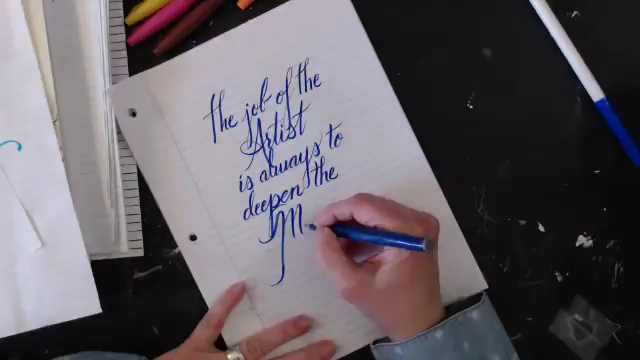 the job of the
Artist
is always to
deepen the
M